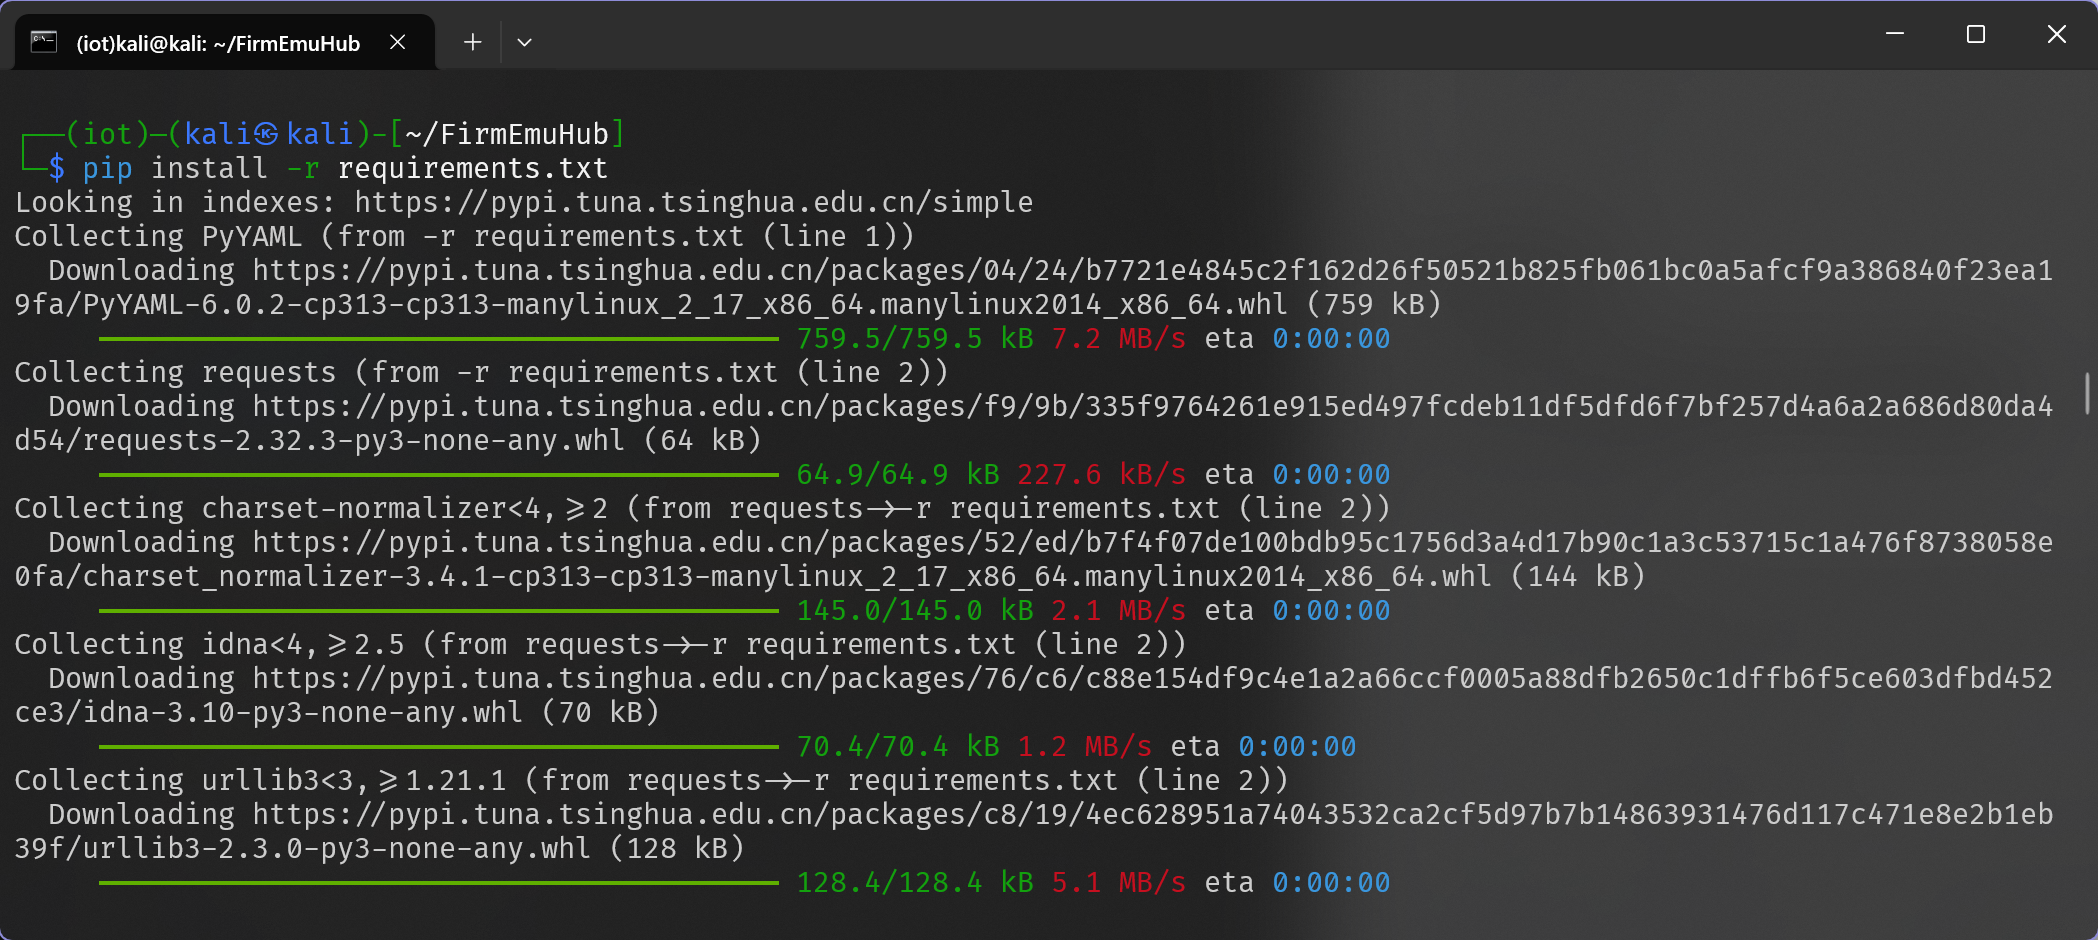 (iot)kali@kali: ~/FirmEmuHub
(iot)-(kali㉿kali)-[~/FirmEmuHub]
$ pip install -r requirements.txt
Looking in indexes: https://pypi.tuna.tsinghua.edu.cn/simple
Collecting PyYAML (from -r requirements.txt (line 1))
Downloading https://pypi.tuna.tsinghua.edu.cn/packages/04/24/b7721e4845c2f162d26f50521b825fb061bc0a5afcf9a386840f23ea1
9fa/PyYAML-6.0.2-cp313-cp313-manylinux_2_17_x86_64.manylinux2014_x86_64.whl (759 kB)
759.5/759.5 kB 7.2 MB/s eta 0:00:00
Collecting requests (from -r requirements.txt (line 2))
Downloading https://pypi.tuna.tsinghua.edu.cn/packages/f9/9b/335f9764261e915ed497fcdeb11df5dfd6f7bf257d4a6a2a686d80da4
d54/requests-2.32.3-py3-none-any.whl (64 kB)
64.9/64.9 kB 227.6 kB/s eta 0:00:00
Collecting charset-normalizer<4,>=2 (from requests->-r requirements.txt (line 2))
Downloading https://pypi.tuna.tsinghua.edu.cn/packages/52/ed/b7f4f07de100bdb95c1756d3a4d17b90c1a3c53715c1a476f8738058e
0fa/charset_normalizer-3.4.1-cp313-cp313-manylinux_2_17_x86_64.manylinux2014_x86_64.whl (144 kB)
145.0/145.0 kB 2.1 MB/s eta 0:00:00
Collecting idna<4,>=2.5 (from requests->-r requirements.txt (line 2))
Downloading https://pypi.tuna.tsinghua.edu.cn/packages/76/c6/c88e154df9c4e1a2a66ccf0005a88dfb2650c1dffb6f5ce603dfbd452
ce3/idna-3.10-py3-none-any.whl (70 kB)
70.4/70.4 kB 1.2 MB/s eta 0:00:00
Collecting urllib3<3,>=1.21.1 (from requests->-r requirements.txt (line 2))
Downloading https://pypi.tuna.tsinghua.edu.cn/packages/c8/19/4ec628951a74043532ca2cf5d97b7b14863931476d117c471e8e2b1eb
39f/urllib3-2.3.0-py3-none-any.whl (128 kB)
128.4/128.4 kB 5.1 MB/s eta 0:00:00